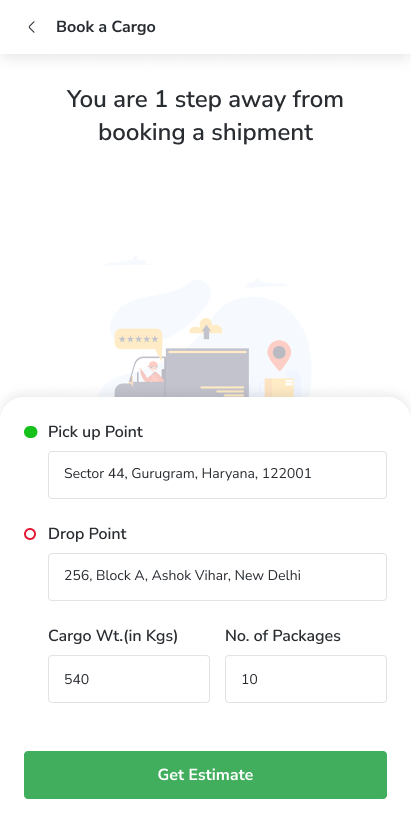 Book a Cargo
You are 1 step away from
booking a shipment
Pick up Point
Sector 44, Gurugram, Haryana, 122001
Drop Point
256, Block A, Ashok Vihar, New Delhi
Cargo Wt.(in Kgs)
No. of Packages
540
10
Get Estimate